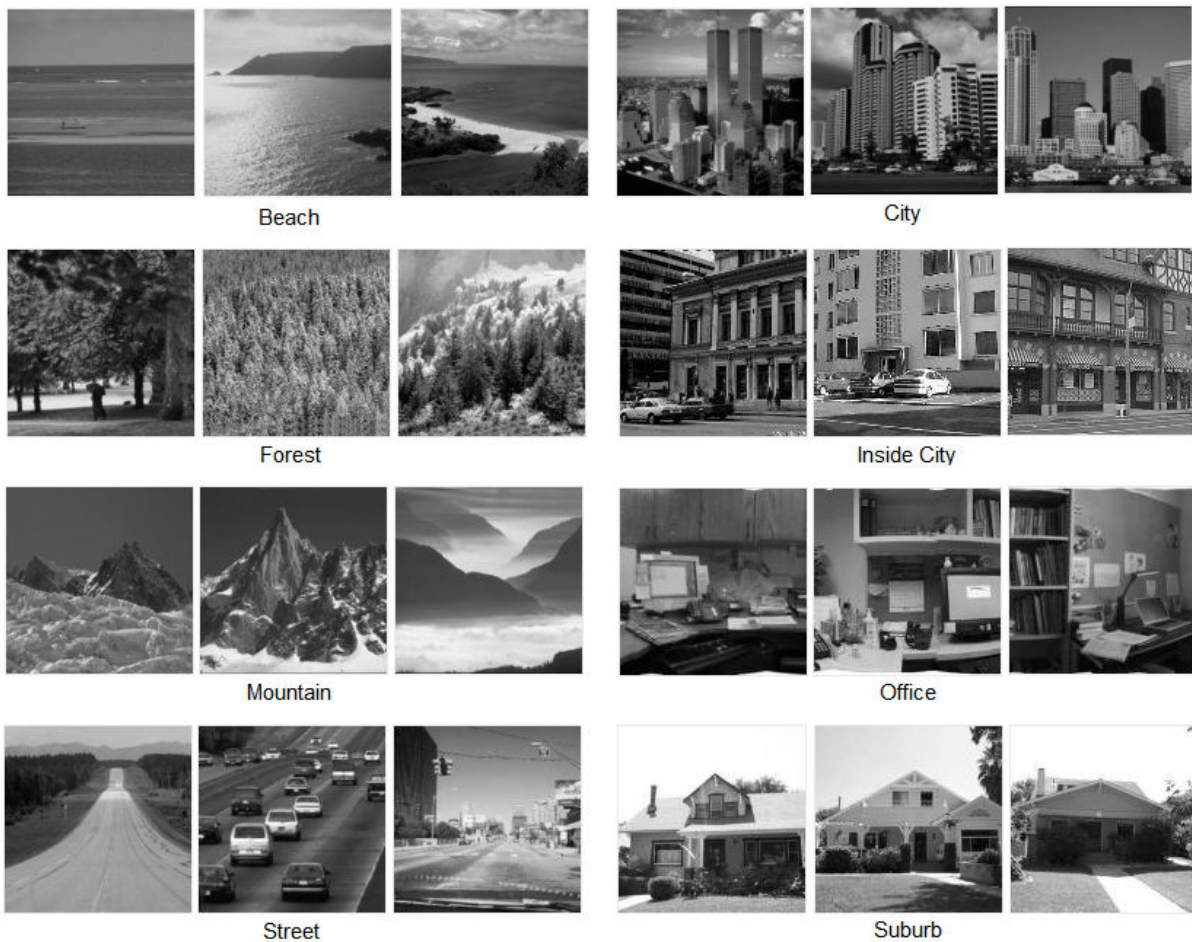 Beach
City
Forest
Inside City
Mountain
Office
Street
Suburb